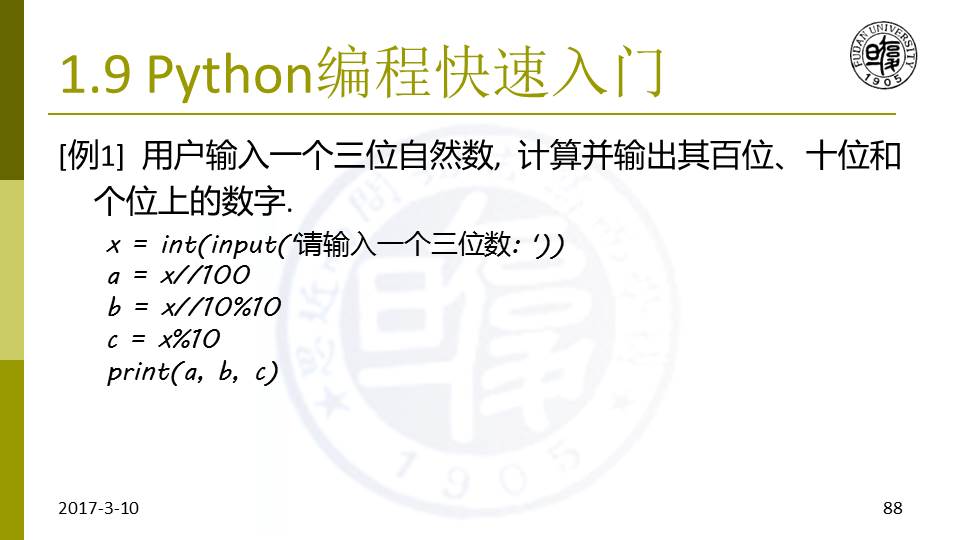 1.9 Python编程快速入门
FUDAN UNIVERSITY
1905
[例1] 用户输入一个三位自然数, 计算并输出其百位、十位和
个位上的数字.
x = int(input('请输入一个三位数: '))
a = x//100
b = x//10%10
c = x%10
print(a, b, c)
1905
2017-3-10
88